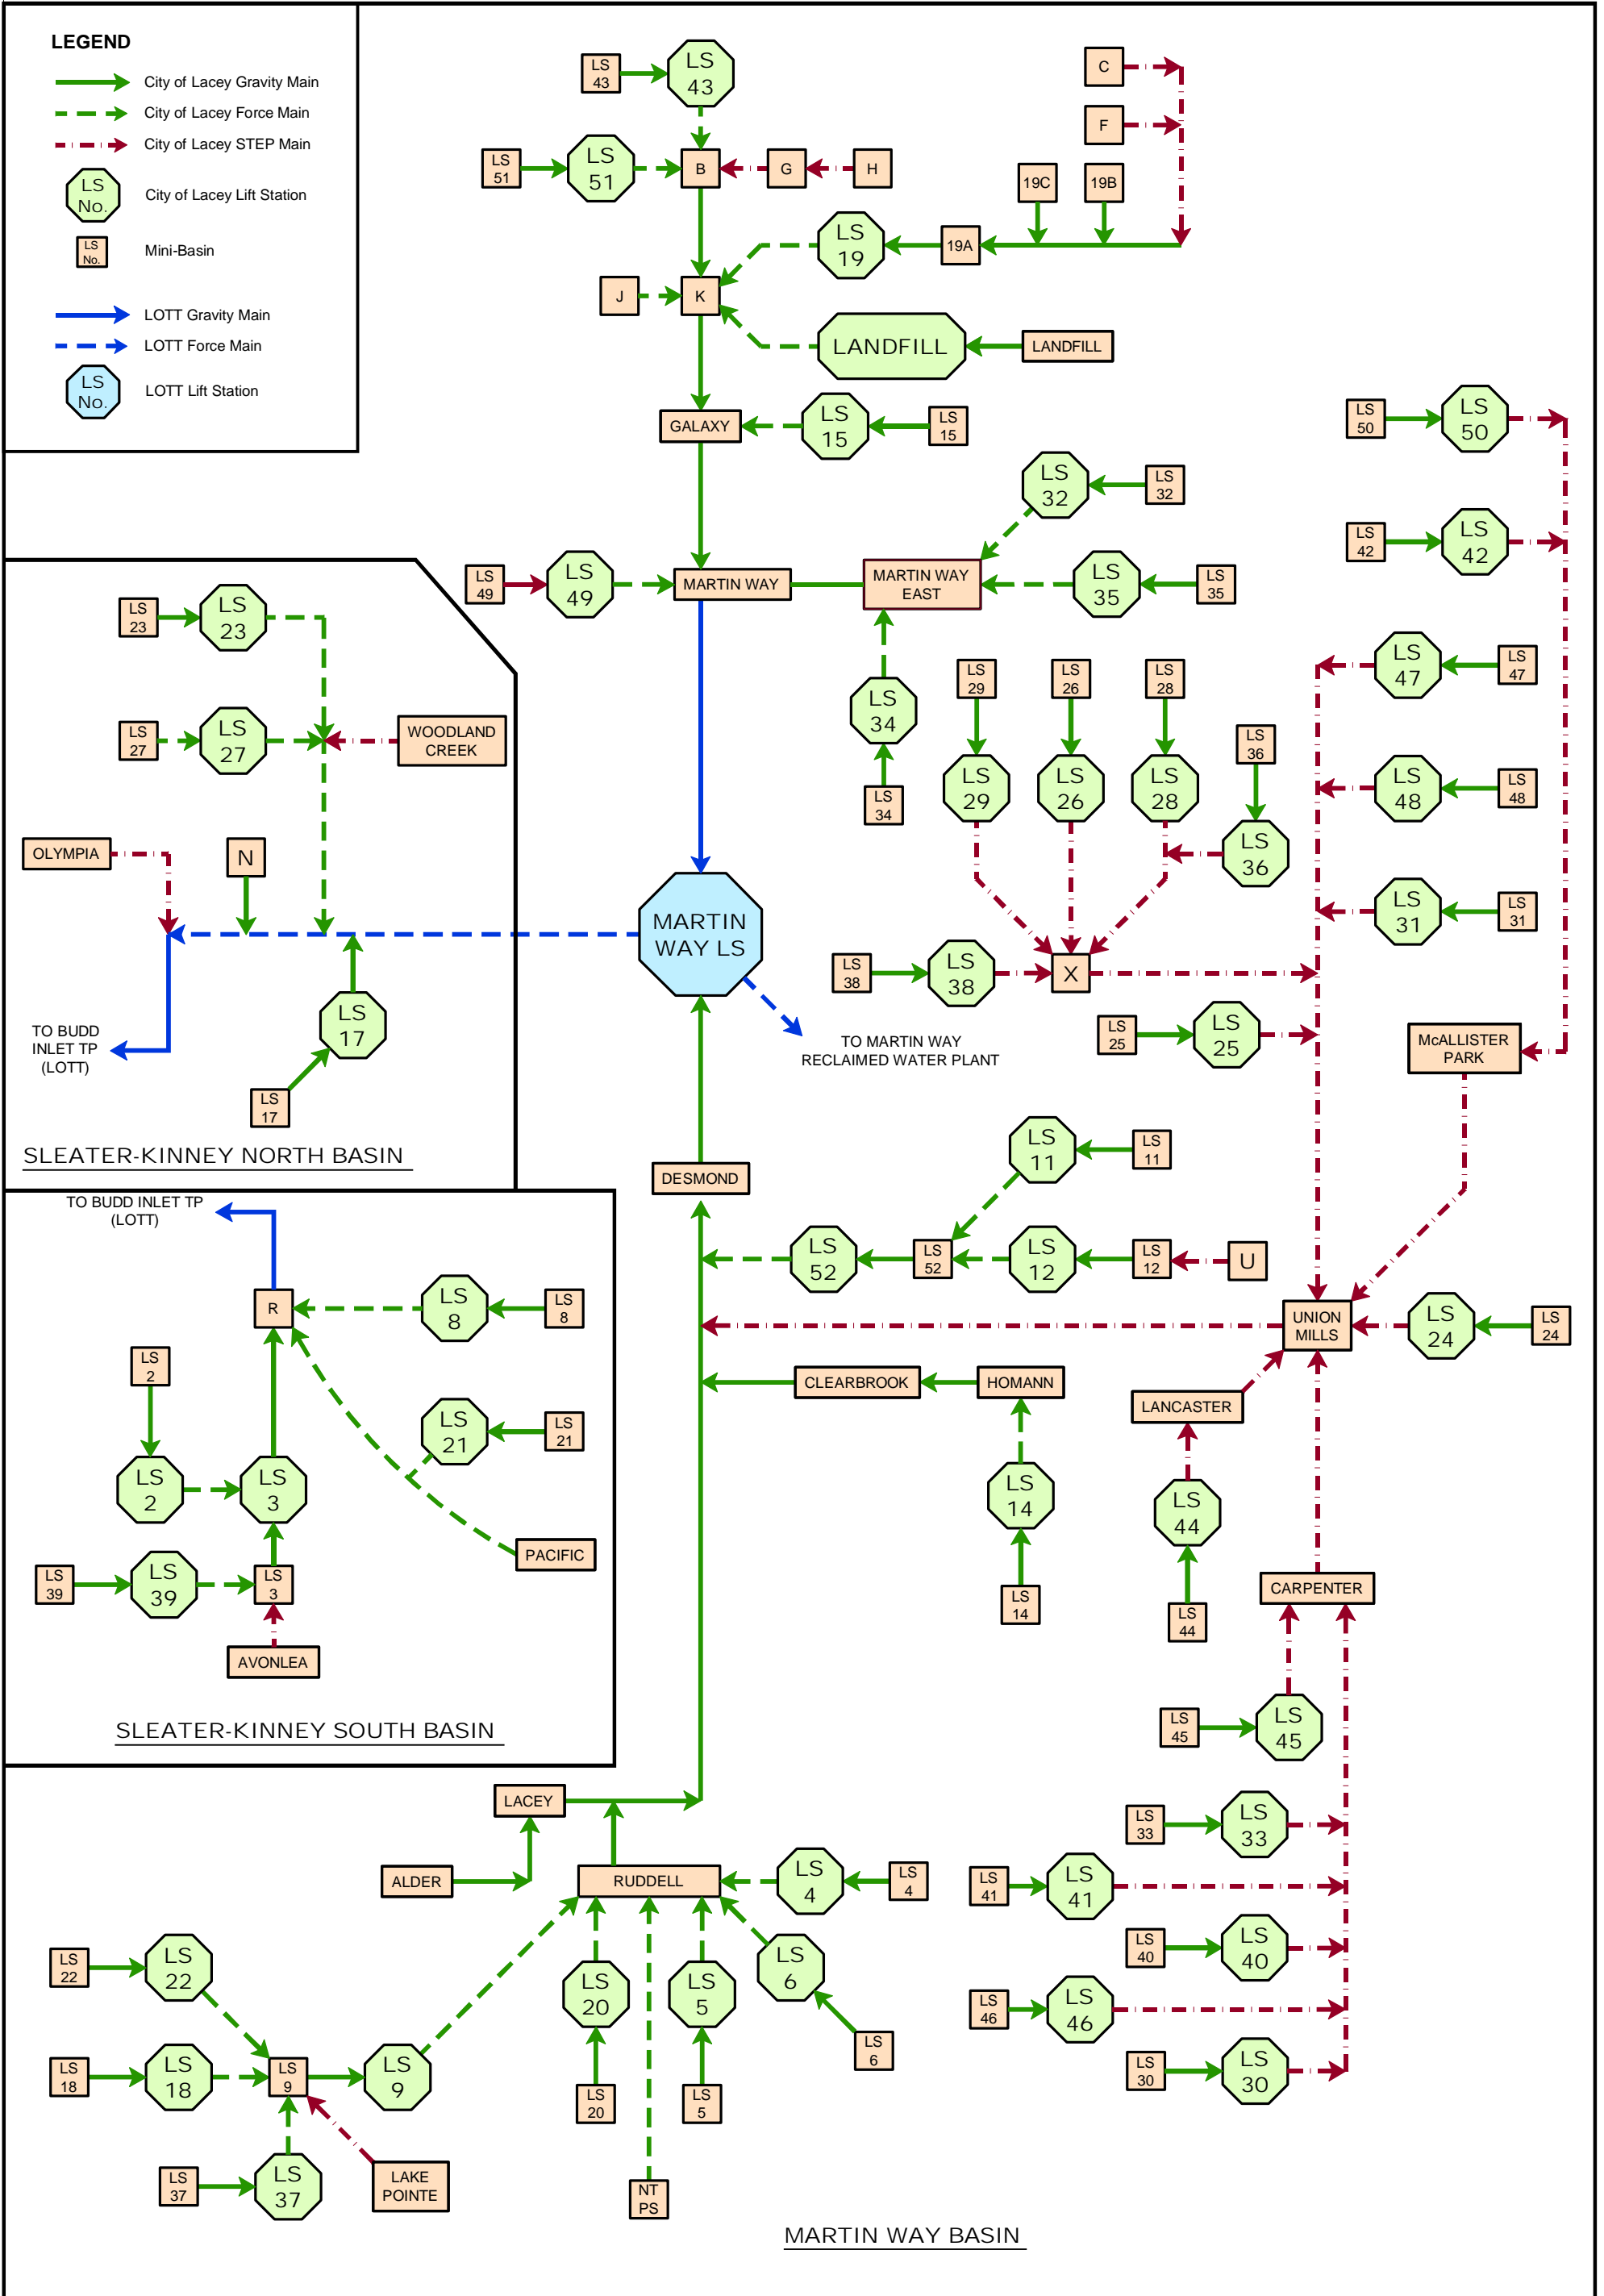 LEGEND
City of Lacey Gravity Main
City of Lacey Force Main
City of Lacey STEP Main
LS
No.
City of Lacey Lift Station
LS
No.
Mini-Basin
LOTT Gravity Main
LOTT Force Main
LS
No.
LOTT Lift Station
LS
43
LS
43
C
F
LS
51
LS
51
B
G
H
19C
19B
LS
19
19A
J
K
LANDFILL
LANDFILL
GALAXY
LS
15
LS
15
LS
50
LS
50
LS
32
LS
32
LS
42
LS
42
LS
49
LS
49
MARTIN WAY
MARTIN WAY
EAST
LS
35
LS
35
LS
23
LS
23
LS
27
LS
27
WOODLAND
CREEK
LS
34
LS
34
LS
29
LS
26
LS
28
LS
29
LS
26
LS
28
LS
36
LS
36
LS
47
LS
47
LS
48
LS
48
LS
31
LS
31
OLYMPIA
N
MARTIN
WAY LS
LS
38
LS
38
X
LS
25
LS
25
McALLISTER
PARK
LS
17
LS
17
TO BUDD
INLET TP
(LOTT)
TO MARTIN WAY
RECLAIMED WATER PLANT
SLEATER-KINNEY NORTH BASIN
DESMOND
LS
11
LS
11
LS
52
LS
52
LS
12
LS
12
U
TO BUDD INLET TP
(LOTT)
R
LS
8
LS
8
LS
2
LS
21
LS
21
LS
2
LS
3
LS
39
LS
39
LS
3
PACIFIC
AVONLEA
SLEATER-KINNEY SOUTH BASIN
UNION
MILLS
LS
24
LS
24
CLEARBROOK
HOMANN
LANCASTER
LS
14
LS
14
LS
44
LS
44
CARPENTER
LS
45
LS
45
LS
33
LS
33
LS
41
LS
41
LS
40
LS
40
LS
46
LS
46
LS
30
LS
30
LACEY
ALDER
RUDDELL
LS
4
LS
4
LS
22
LS
22
LS
20
LS
5
LS
6
LS
6
LS
18
LS
18
LS
9
LS
9
LS
20
LS
5
LS
37
LS
37
LAKE
POINTE
NT
PS
MARTIN WAY BASIN